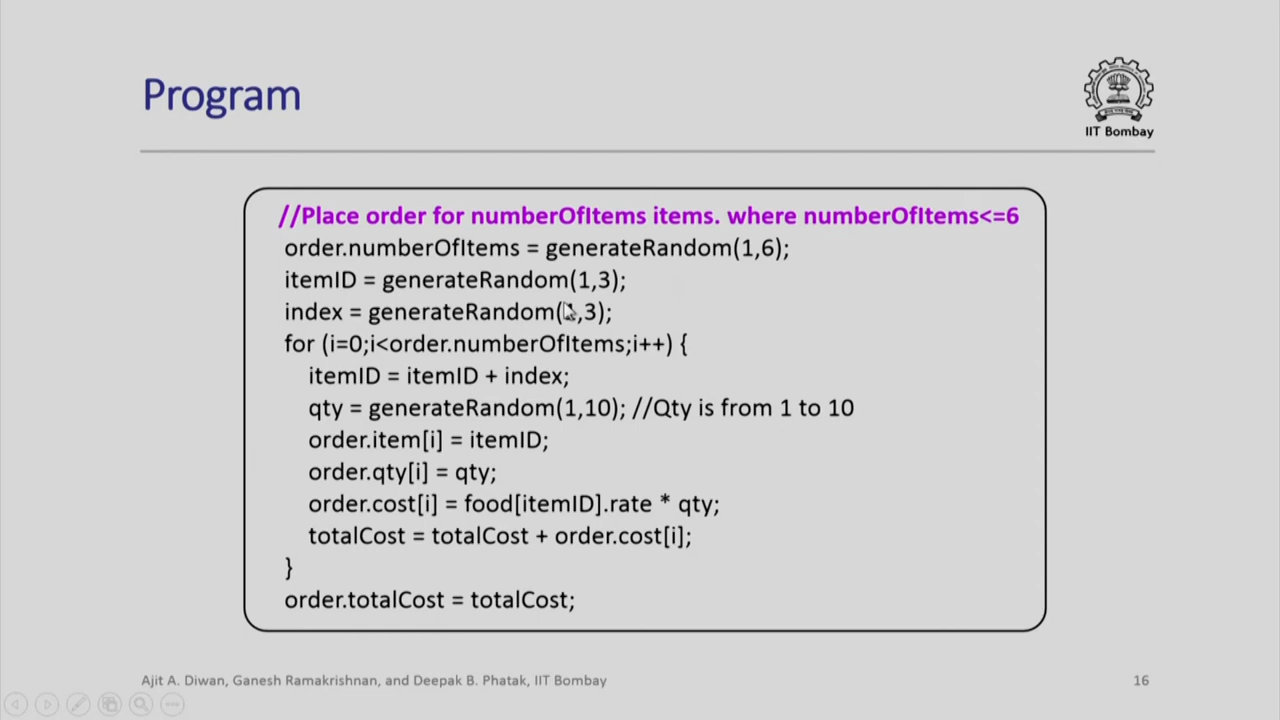 Program
IIT Bombay
//Place order for numberOfItems items. where numberOfItems<=6
order.numberOfItems = generateRandom(1,6);
itemID = generateRandom(1,3);
index = generateRandom(1,3);
for (i=0;i<order.numberOfItems;i++) {
itemID = itemID + index;
qty = generateRandom(1,10); //Qty is from 1 to 10
order.item[i] = itemID;
order.qty[i] = qty;
order.cost[i] = food[itemID].rate * qty;
totalCost = totalCost + order.cost[i];
}
order.totalCost = totalCost;
Ajit A. Diwan, Ganesh Ramakrishnan, and Deepak B. Phatak, IIT Bombay
16